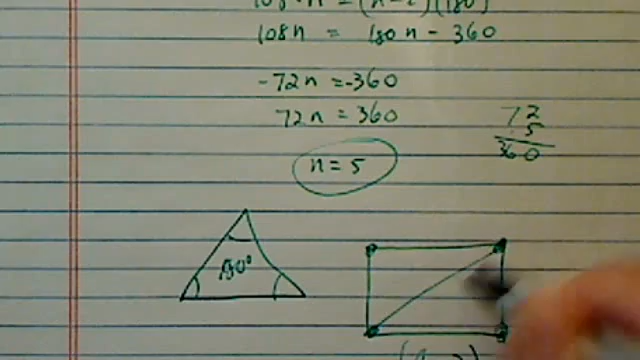 108n = 180n - 360
-72n = -360
72n = 360
72
5
360
n = 5
180°